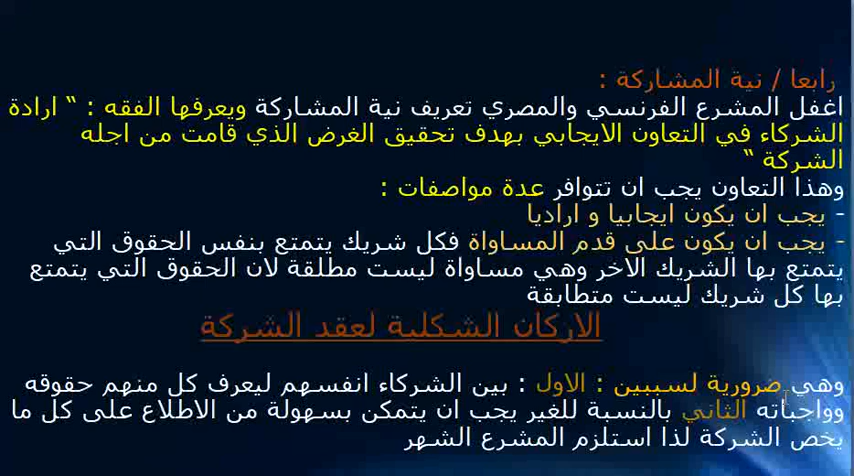 رابعا / نية المشاركة :
اغفل المشرع الفرنسي والمصري تعريف نية المشاركة ويعرفها الفقه : “ ارادة
الشركاء في التعاون الايجابي بهدف تحقيق الغرض الذي قامت من اجله
الشركة “
وهذا التعاون يجب ان تتوافر عدة مواصفات :
- يجب ان يكون ايجابيا و اراديا
- يجب ان يكون على قدم المساواة فكل شريك يتمتع بنفس الحقوق التي
يتمتع بها الشريك الاخر وهي مساواة ليست مطلقة لان الحقوق التي يتمتع
بها كل شريك ليست متطابقة
الاركان الشكلية لعقد الشركة
وهي ضرورية لسببين : الاول : بين الشركاء انفسهم ليعرف كل منهم حقوقه
وواجباته الثاني بالنسبة للغير يجب ان يتمكن بسهولة من الاطلاع على كل ما
يخص الشركة لذا استلزم المشرع الشهر